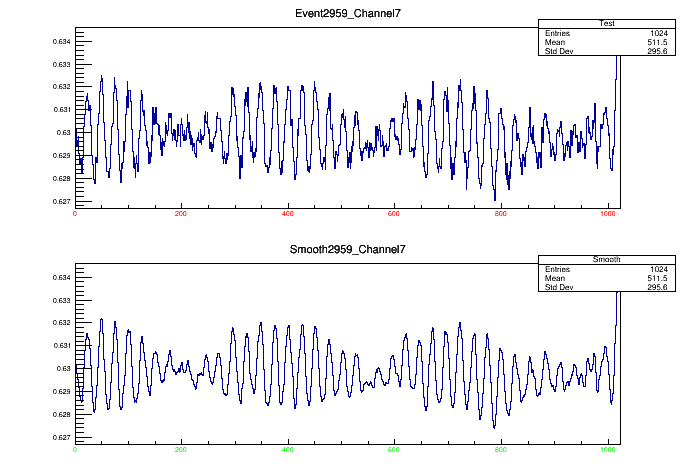 Event2959_Channel7
Test
Entries 1024
Mean 511.5
Std Dev 295.6
0.634
0.633
0.632
0.631
0.63
0.629
0.628
0.627
0 200 400 600 800 1000
Smooth2959_Channel7
Smooth
Entries 1024
Mean 511.5
Std Dev 295.6
0.634
0.633
0.632
0.631
0.63
0.629
0.628
0.627
0 200 400 600 800 1000